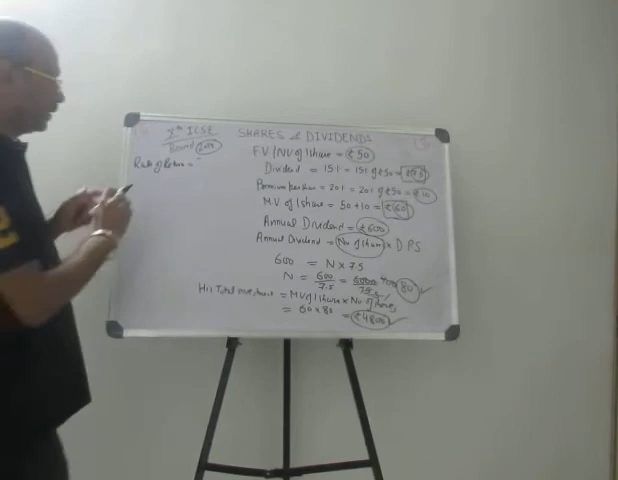 SHARES & DIVIDENDS
Board 2019
Rate of Return =
FV/NV of 1 share = ₹50
Dividend = 15% = 15% of ₹50 = ₹7.5
Premium per share = 20% = 20% of ₹50 = ₹10
MV of 1 share = 50+10 = ₹60
Annual Dividend = ₹600
Annual Dividend = No of shares × DPS
600 = N × 7.5
N = 600/7.5 = 6000/75 80
His Total Investment = MV of 1 share × No of shares
= 60 × 80 = ₹4800